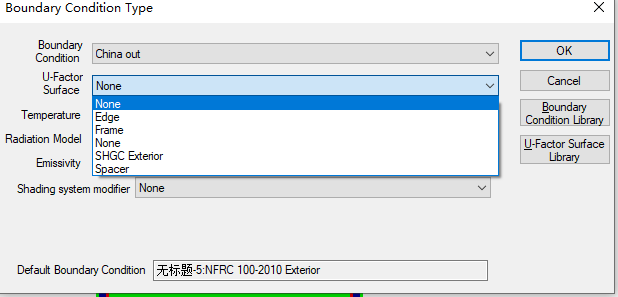 Boundary Condition Type
Boundary
Condition
China out
OK
U-Factor
Surface
None
Cancel
None
Edge
Frame
None
SHGC Exterior
Spacer
Temperature
Boundary
Condition Library
Radiation Model
U-Factor Surface
Library
Emissivity
Shading system modifier
None
Default Boundary Condition
无标题-5:NFRC 100-2010 Exterior